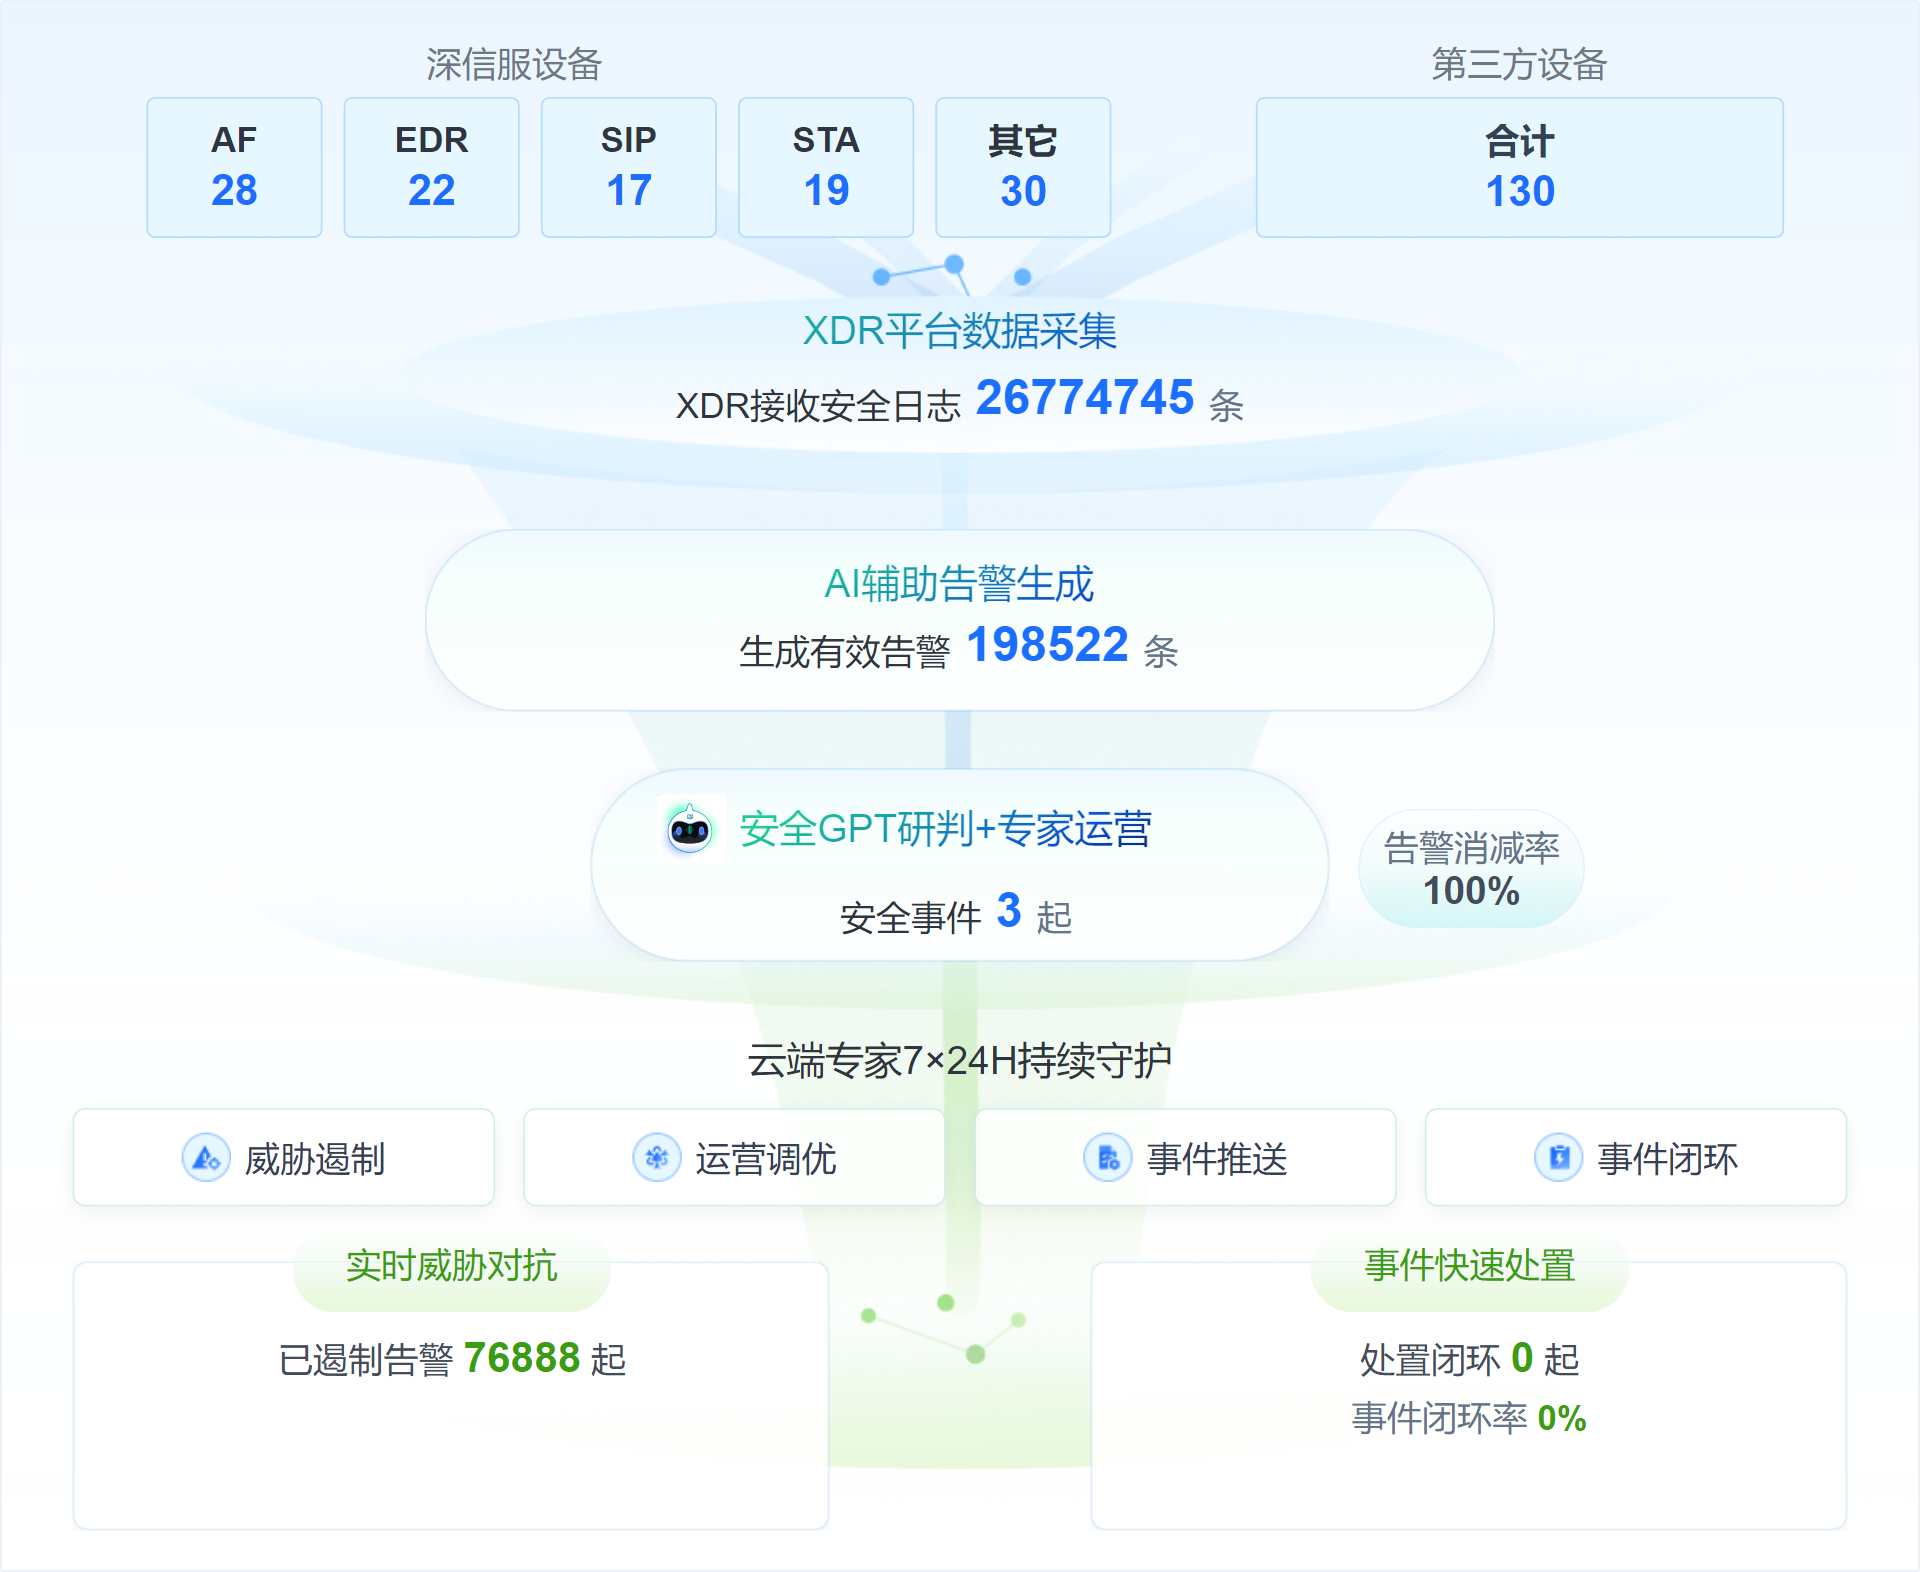 深信服设备
第三方设备
AF
28
EDR
22
SIP
17
STA
19
其它
30
合计
130
XDR平台数据采集
XDR接收安全日志 26774745 条
AI辅助告警生成
生成有效告警 198522 条
安全GPT研判+专家运营
安全事件 3 起
告警消减率
100%
云端专家7×24H持续守护
威胁遏制
运营调优
事件推送
事件闭环
实时威胁对抗
已遏制告警 76888 起
事件快速处置
处置闭环 0 起
事件闭环率 0%